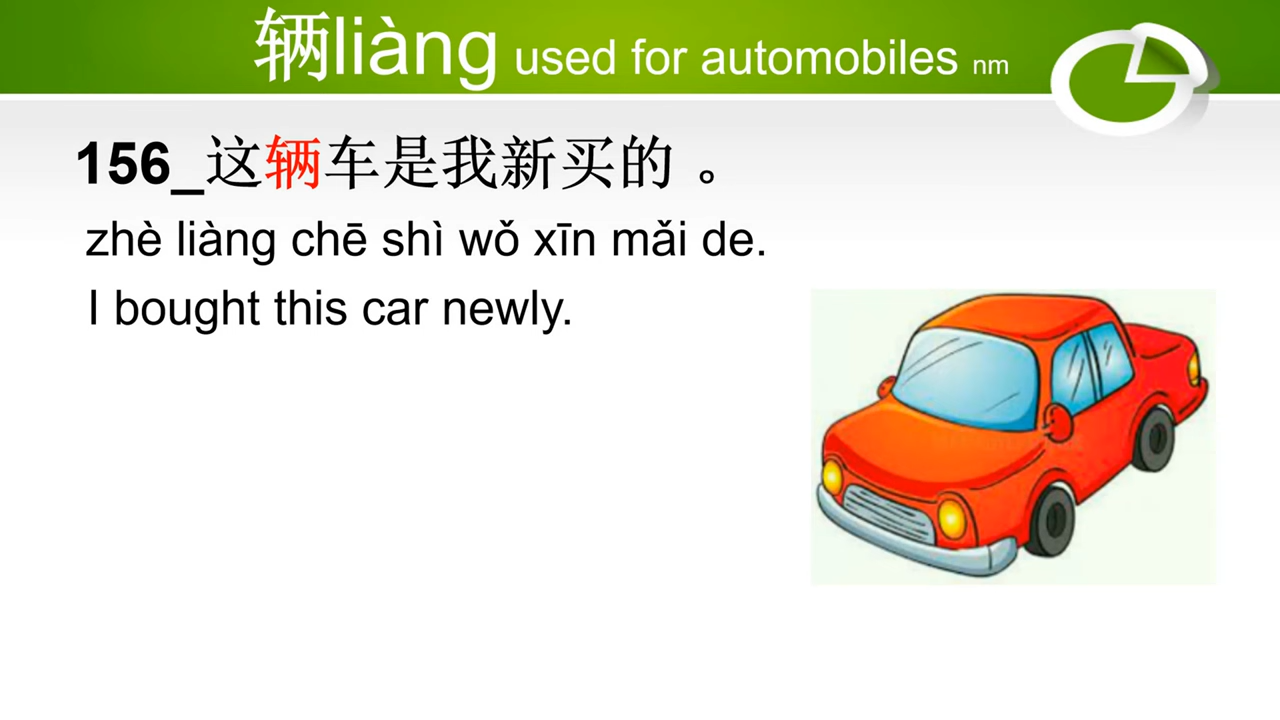 辆liàng used for automobiles nm
156_这辆车是我新买的 。
zhè liàng chē shì wǒ xīn mǎi de.
I bought this car newly.